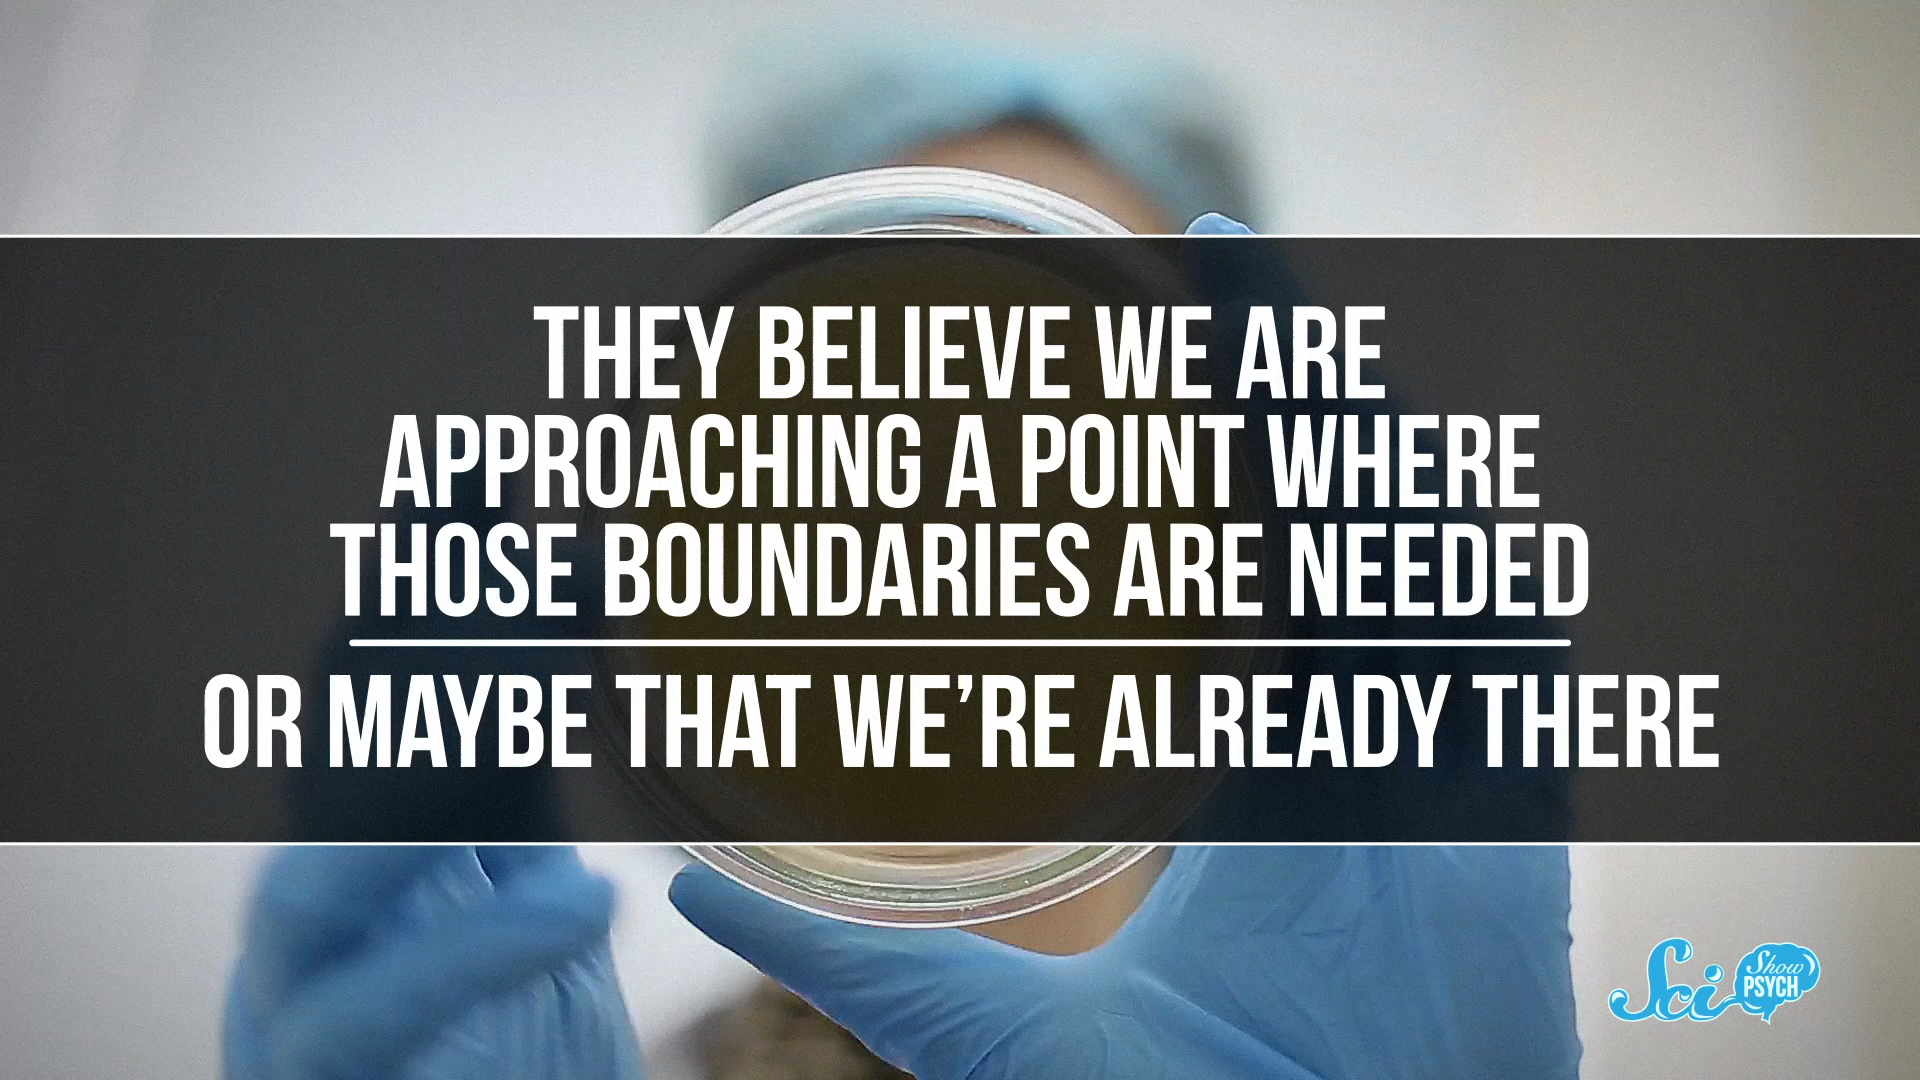 THEY BELIEVE WE ARE
APPROACHING A POINT WHERE
THOSE BOUNDARIES ARE NEEDED
OR MAYBE THAT WE’RE ALREADY THERE
Sci Show
PSYCH